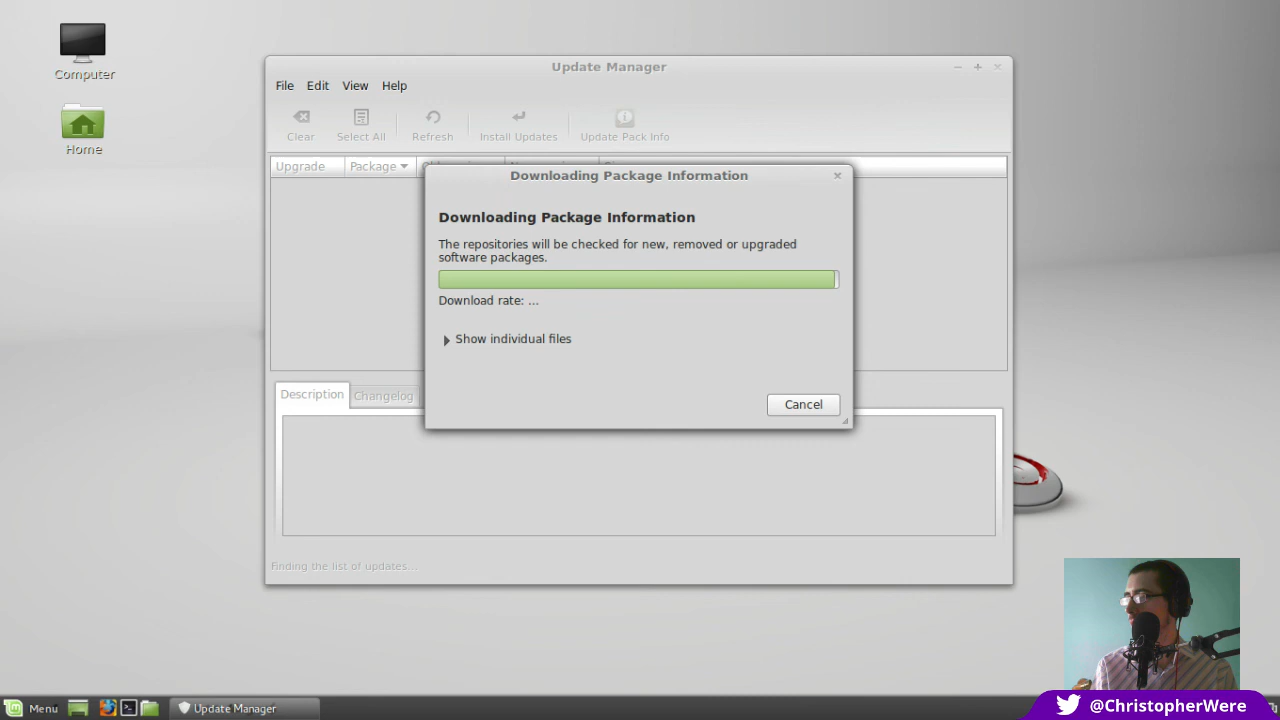 Computer
Home
Update Manager
File Edit View Help
Clear Select All Refresh Install Updates Update Pack Info
Upgrade Package
Downloading Package Information
Downloading Package Information
The repositories will be checked for new, removed or upgraded
software packages.
Download rate: ...
Show individual files
Cancel
Description Changelog
Finding the list of updates...
Menu Update Manager
@ChristopherWere